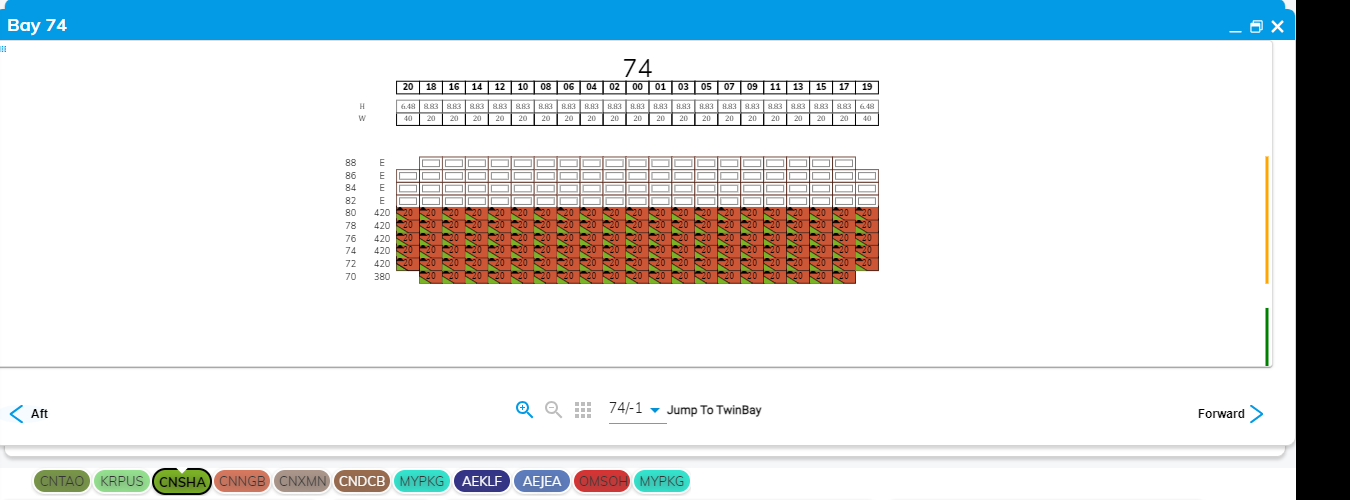 Bay 74
74
20 18 16 14 12 10 08 06 04 02 00 01 03 05 07 09 11 13 15 17 19
H 6.48 8.83 8.83 8.83 8.83 8.83 8.83 8.83 8.83 8.83 8.83 8.83 8.83 8.83 8.83 8.83 8.83 8.83 8.83 8.83 6.48
W 40 20 20 20 20 20 20 20 20 20 20 20 20 20 20 20 20 20 20 20 40
88 E
86 E
84 E
82 E
80 420 20 20 20 20 20 20 20 20 20 20 20 20 20 20 20 20 20 20 20 20 20
78 420 20 20 20 20 20 20 20 20 20 20 20 20 20 20 20 20 20 20 20 20 20
76 420 20 20 20 20 20 20 20 20 20 20 20 20 20 20 20 20 20 20 20 20 20
74 420 20 20 20 20 20 20 20 20 20 20 20 20 20 20 20 20 20 20 20 20 20
72 420 20 20 20 20 20 20 20 20 20 20 20 20 20 20 20 20 20 20 20 20 20
70 380 20 20 20 20 20 20 20 20 20 20 20 20 20 20 20 20 20 20 20
Aft 74/-1 Jump To TwinBay Forward
CNTAO KRPUS CNSHA CNNGB CNXMN CNDCB MYPKG AEKLF AEJEA OMSOH MYPKG